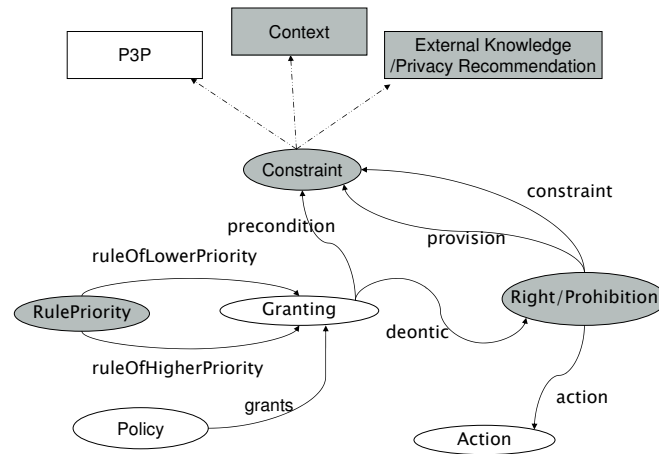 Context
P3P
External Knowledge
/Privacy Recommendation
Constraint
constraint
precondition
provision
ruleOfLowerPriority
RulePriority
Granting
Right/Prohibition
deontic
ruleOfHigherPriority
grants
action
Policy
Action